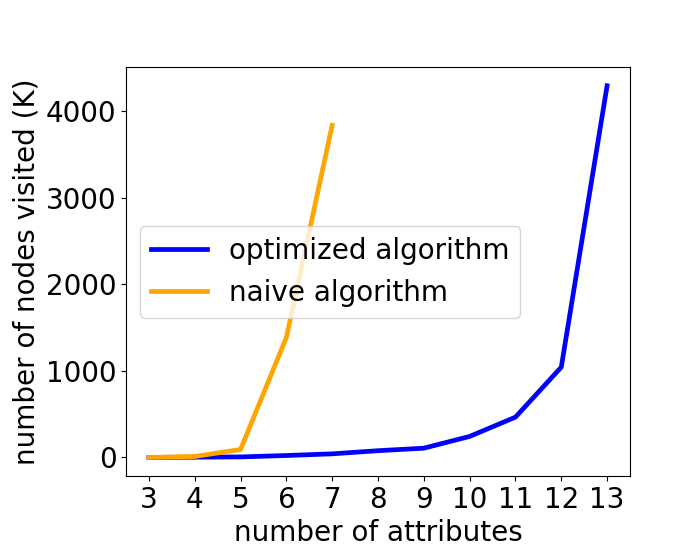 number of nodes visited (K)
4000
3000
2000
1000
0
optimized algorithm
naive algorithm
3 4 5 6 7 8 9 10 11 12 13
number of attributes